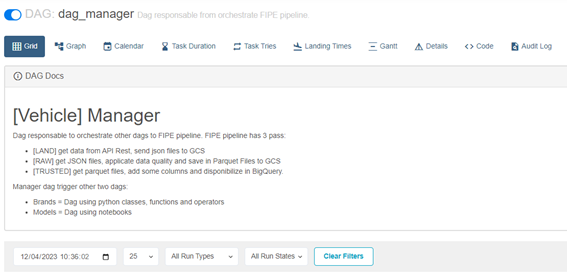 DAG: dag_manager Dag responsable from orchestrate FIPE pipeline.
Grid Graph Calendar Task Duration Task Tries Landing Times Gantt Details <> Code Audit Log
DAG Docs
[Vehicle] Manager
Dag responsable to orchestrate other dags to FIPE pipeline. FIPE pipeline has 3 pass:
• [LAND] get data from API Rest, send json files to GCS
• [RAW] get JSON files, applicate data quality and save in Parquet Files to GCS
• [TRUSTED] get parquet files, add some columns and disponibilize in BigQuery.
Manager dag trigger other two dags:
• Brands = Dag using python classes, functions and operators
• Models = Dag using notebooks
12/04/2023 10:36:02 25 All Run Types All Run States Clear Filters